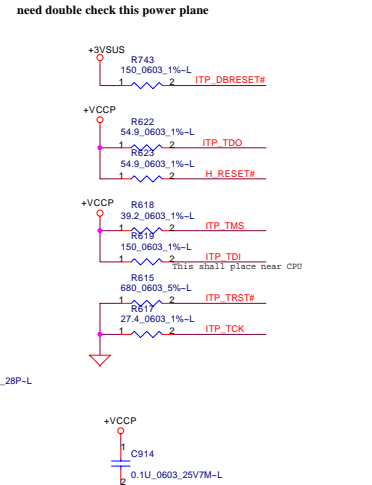 need double check this power plane
+3VSUS
R743
150_0603_1%~L
1 2 ITP_DBRESET#
+VCCP
R622
54.9_0603_1%~L
1 2 ITP_TDO
R623
54.9_0603_1%~L
1 2 H_RESET#
+VCCP
R618
39.2_0603_1%~L
1 2 ITP_TMS
R619
150_0603_1%~L
1 2 ITP_TDI
This shall place near CPU
R615
680_0603_5%~L
1 2 ITP_TRST#
R617
27.4_0603_1%~L
1 2 ITP_TCK
_28P~L
+VCCP
1
C914
0.1U_0603_25V7M~L
2